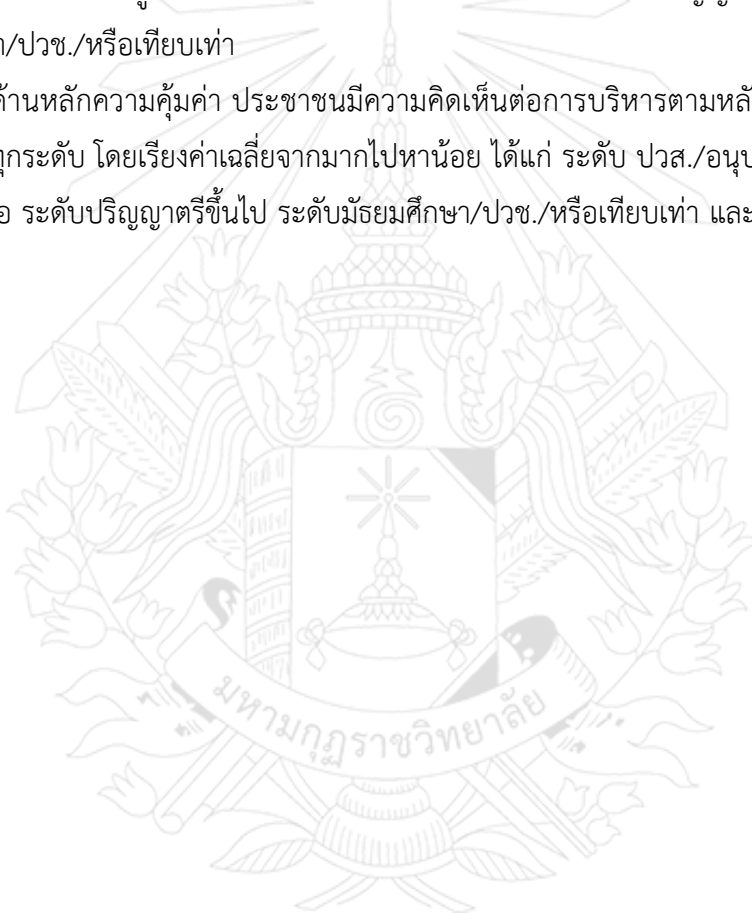 /ปวช./หรือเทียบเท่า
ด้านหลักความคุ้มค่า ประชาชนมีความคิดเห็นต่อการบริหารตามหลั
ทุกระดับ โดยเรียงค่าเฉลี่ยจากมากไปหาน้อย ได้แก่ ระดับ ปวส./อนุป
ระดับปริญญาตรีขึ้นไป ระดับมัธยมศึกษา/ปวช./หรือเทียบเท่า และ
มหามกุฏราชวิทยาลัย